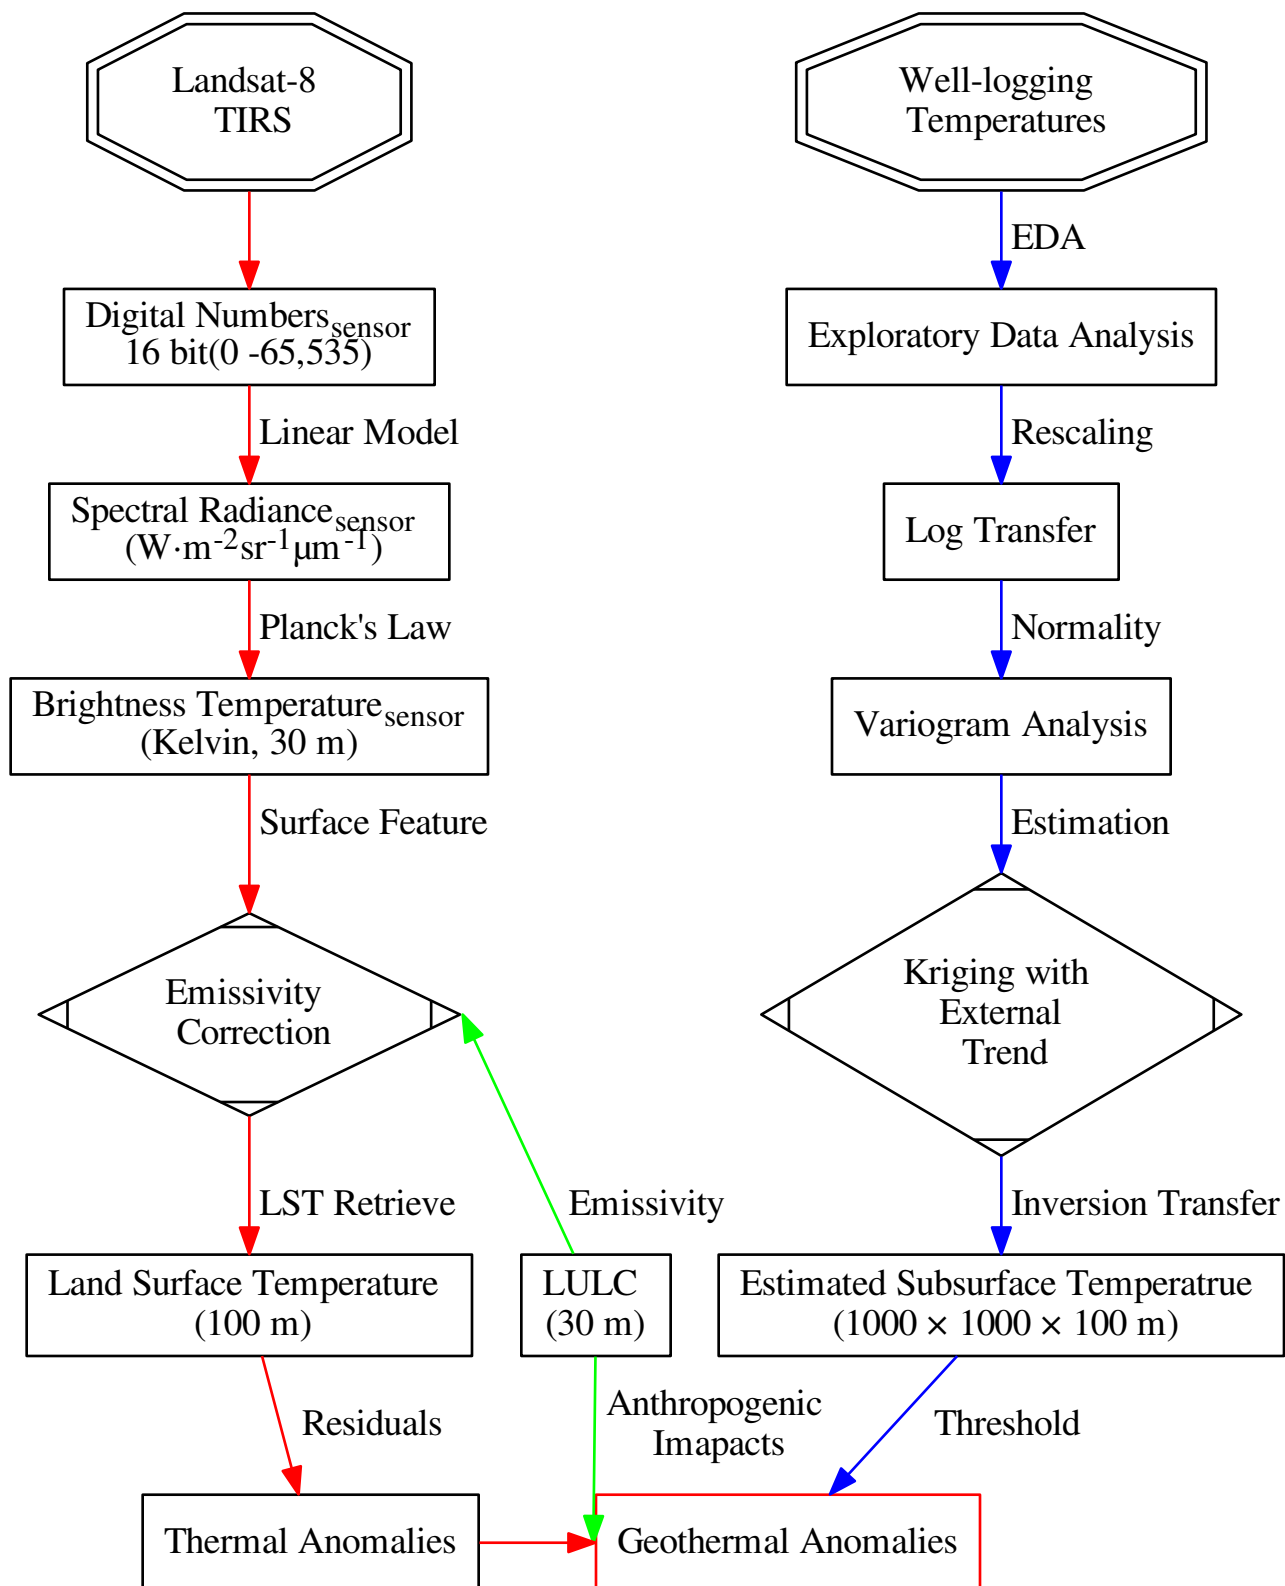 Landsat-8
TIRS
Digital Numbers sensor
16 bit(0 -65,535)
Linear Model
Spectral Radiance sensor
(W·m-2sr-1µm-1)
Planck's Law
Brightness Temperature sensor
(Kelvin, 30 m)
Surface Feature
Emissivity
Correction
LST Retrieve
Land Surface Temperature
(100 m)
Residuals
Thermal Anomalies
Emissivity
LULC
(30 m)
Anthropogenic
Imapacts
Well-logging
Temperatures
EDA
Exploratory Data Analysis
Rescaling
Log Transfer
Normality
Variogram Analysis
Estimation
Kriging with
External
Trend
Inversion Transfer
Estimated Subsurface Temperatrue
(1000 × 1000 × 100 m)
Threshold
Geothermal Anomalies